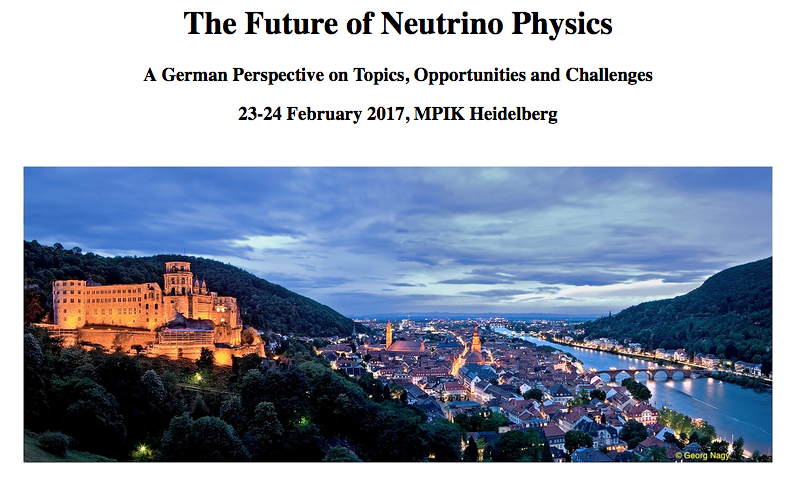 The Future of Neutrino Physics
A German Perspective on Topics, Opportunities and Challenges
23-24 February 2017, MPIK Heidelberg
© Georg Nagy